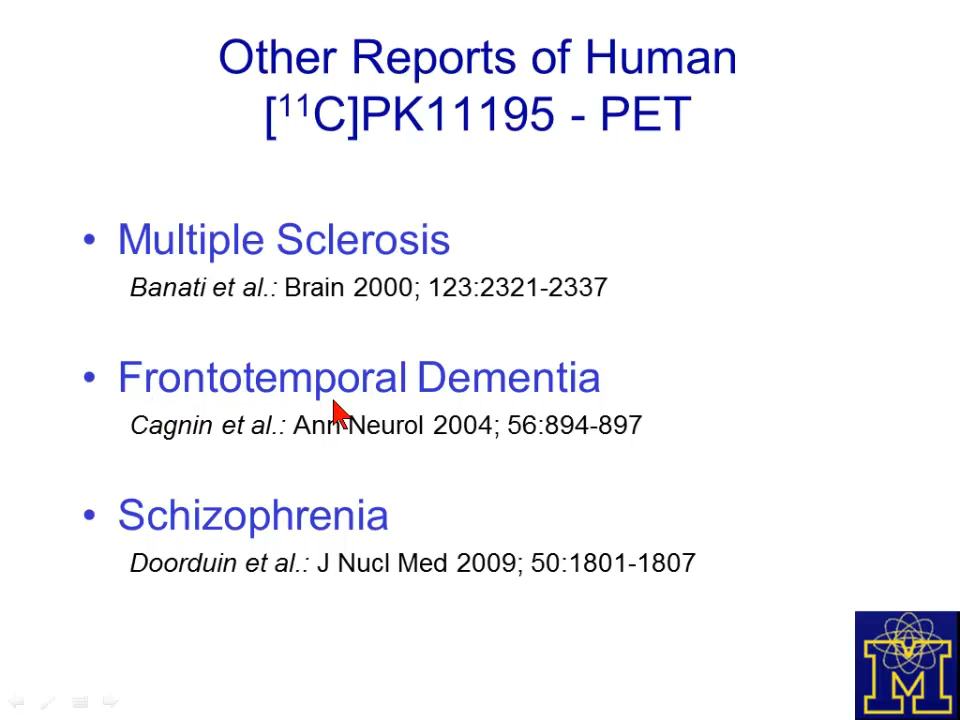 Other Reports of Human
[¹¹C]PK11195 - PET
• Multiple Sclerosis
Banati et al.: Brain 2000; 123:2321-2337
• Frontotemporal Dementia
Cagnin et al.: Ann Neurol 2004; 56:894-897
• Schizophrenia
Doorduin et al.: J Nucl Med 2009; 50:1801-1807
M